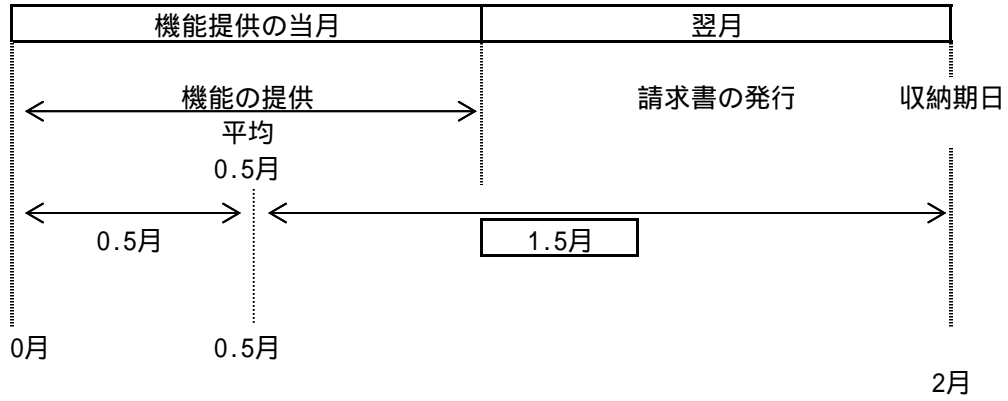 機能提供の当月 翌月
機能の提供 請求書の発行 収納期日
平均
0.5月
0.5月 1.5月
0月 0.5月
2月